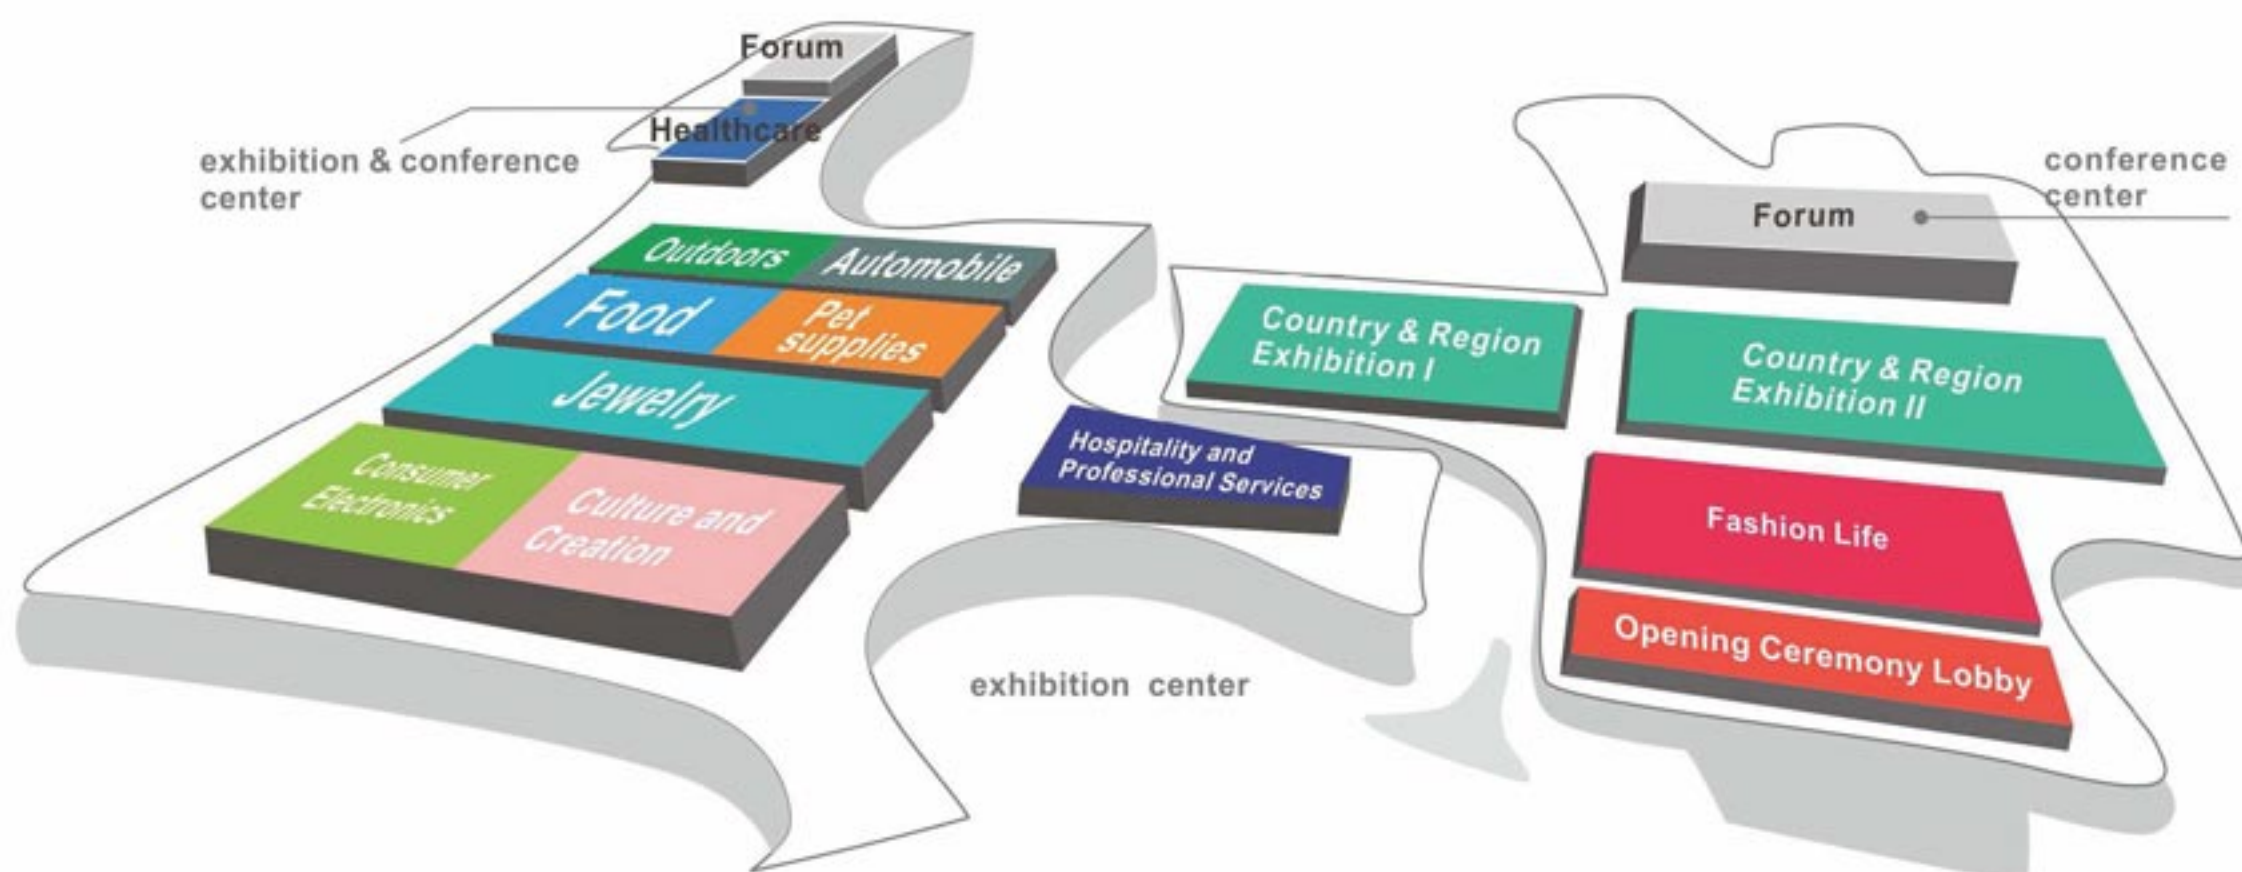 Forum
Healthcare
exhibition & conference
center
Outdoors
Automobile
Food
Pet
supplies
Jewelry
Consumer
Electronics
Culture and
Creation
Hospitality and
Professional Services
exhibition center
conference
center
Forum
Country & Region
Exhibition I
Country & Region
Exhibition II
Fashion Life
Opening Ceremony Lobby